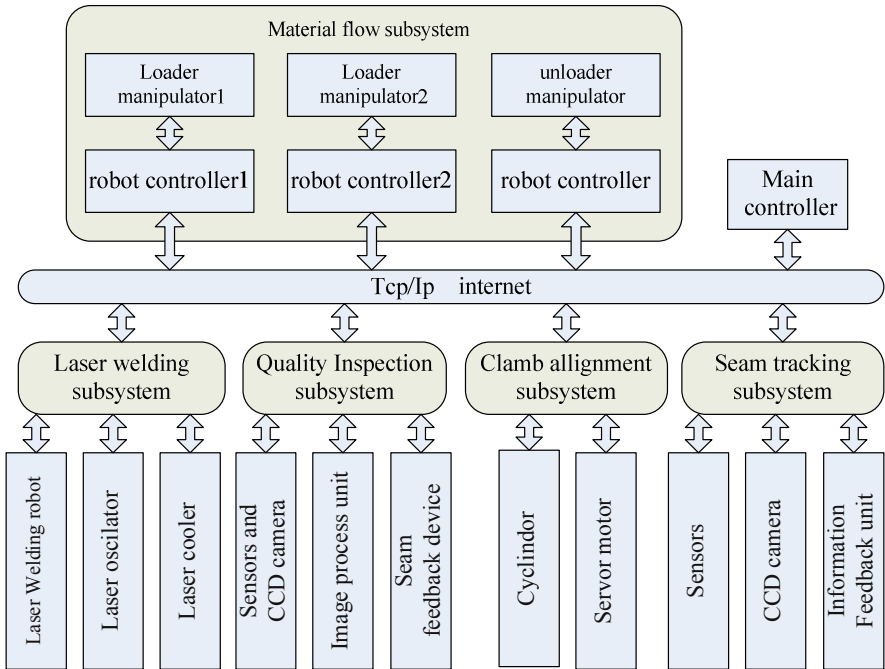 Material flow subsystem
Loader
manipulator1
Loader
manipulator2
unloader
manipulator
robot controller1
robot controller2
robot controller
Main
controller
Tcp/Ip internet
Laser welding
subsystem
Quality Inspection
subsystem
Clamb allignment
subsystem
Seam tracking
subsystem
Laser Welding robot
Laser oscilator
Laser cooler
Sensors and
CCD camera
Image process unit
Seam
feedback device
Cyclindor
Servor motor
Sensors
CCD camera
Information
Feedback unit